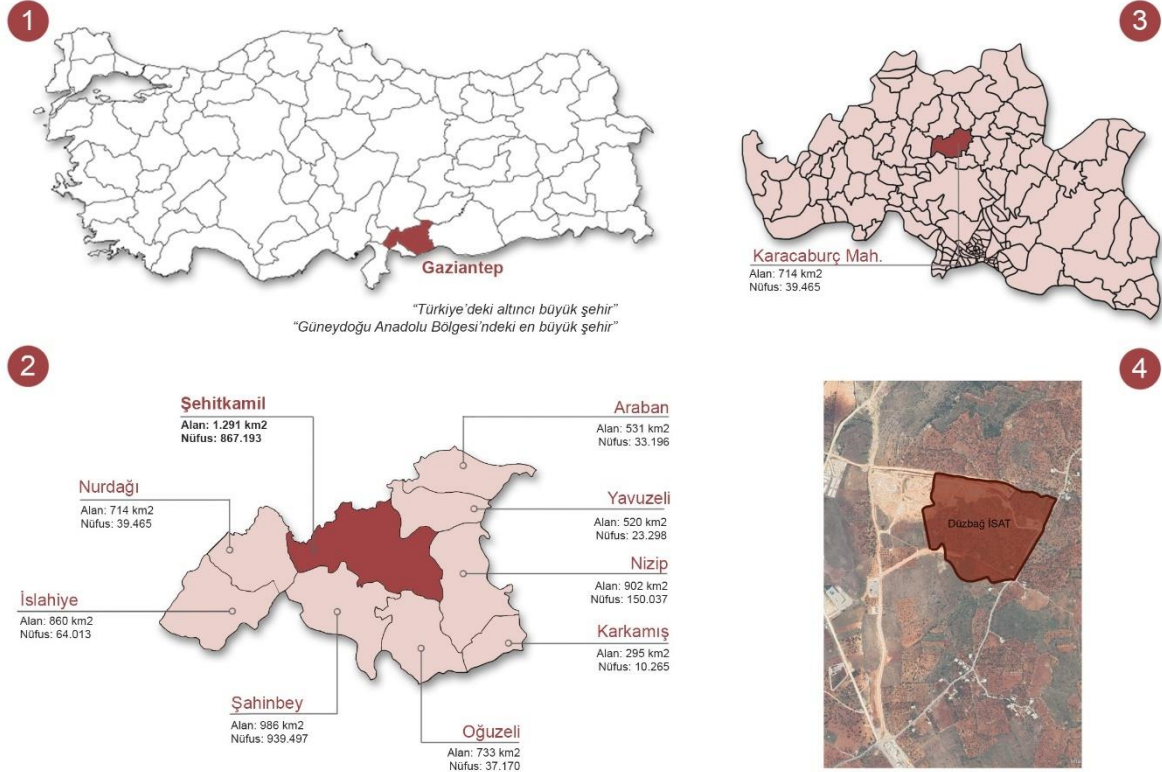 1
Gaziantep
“Türkiye’deki altıncı büyük şehir”
“Güneydoğu Anadolu Bölgesi’ndeki en büyük şehir”
3
Karacaburç Mah.
Alan: 714 km2
Nüfus: 39.465
2
Şehitkamil
Alan: 1.291 km2
Nüfus: 867.193
Araban
Alan: 531 km2
Nüfus: 33.196
Nurdağı
Alan: 714 km2
Nüfus: 39.465
Yavuzeli
Alan: 520 km2
Nüfus: 23.298
Nizip
Alan: 902 km2
Nüfus: 150.037
İslahiye
Alan: 860 km2
Nüfus: 64.013
Karkamış
Alan: 295 km2
Nüfus: 10.265
Şahinbey
Alan: 986 km2
Nüfus: 939.497
Oğuzeli
Alan: 733 km2
Nüfus: 37.170
4
Düzbağ İSAT